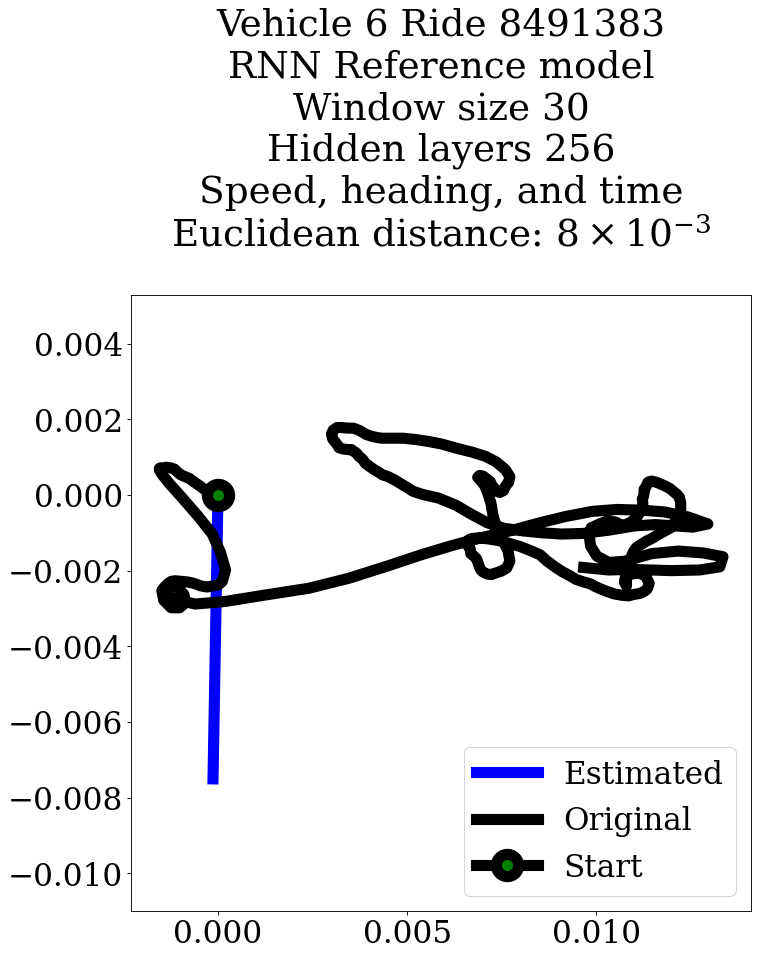 Vehicle 6 Ride 8491383
RNN Reference model
Window size 30
Hidden layers 256
Speed, heading, and time
Euclidean distance: 8 × 10⁻³
0.004
0.002
0.000
−0.002
−0.004
−0.006
−0.008
−0.010
Estimated
Original
Start
0.000 0.005 0.010